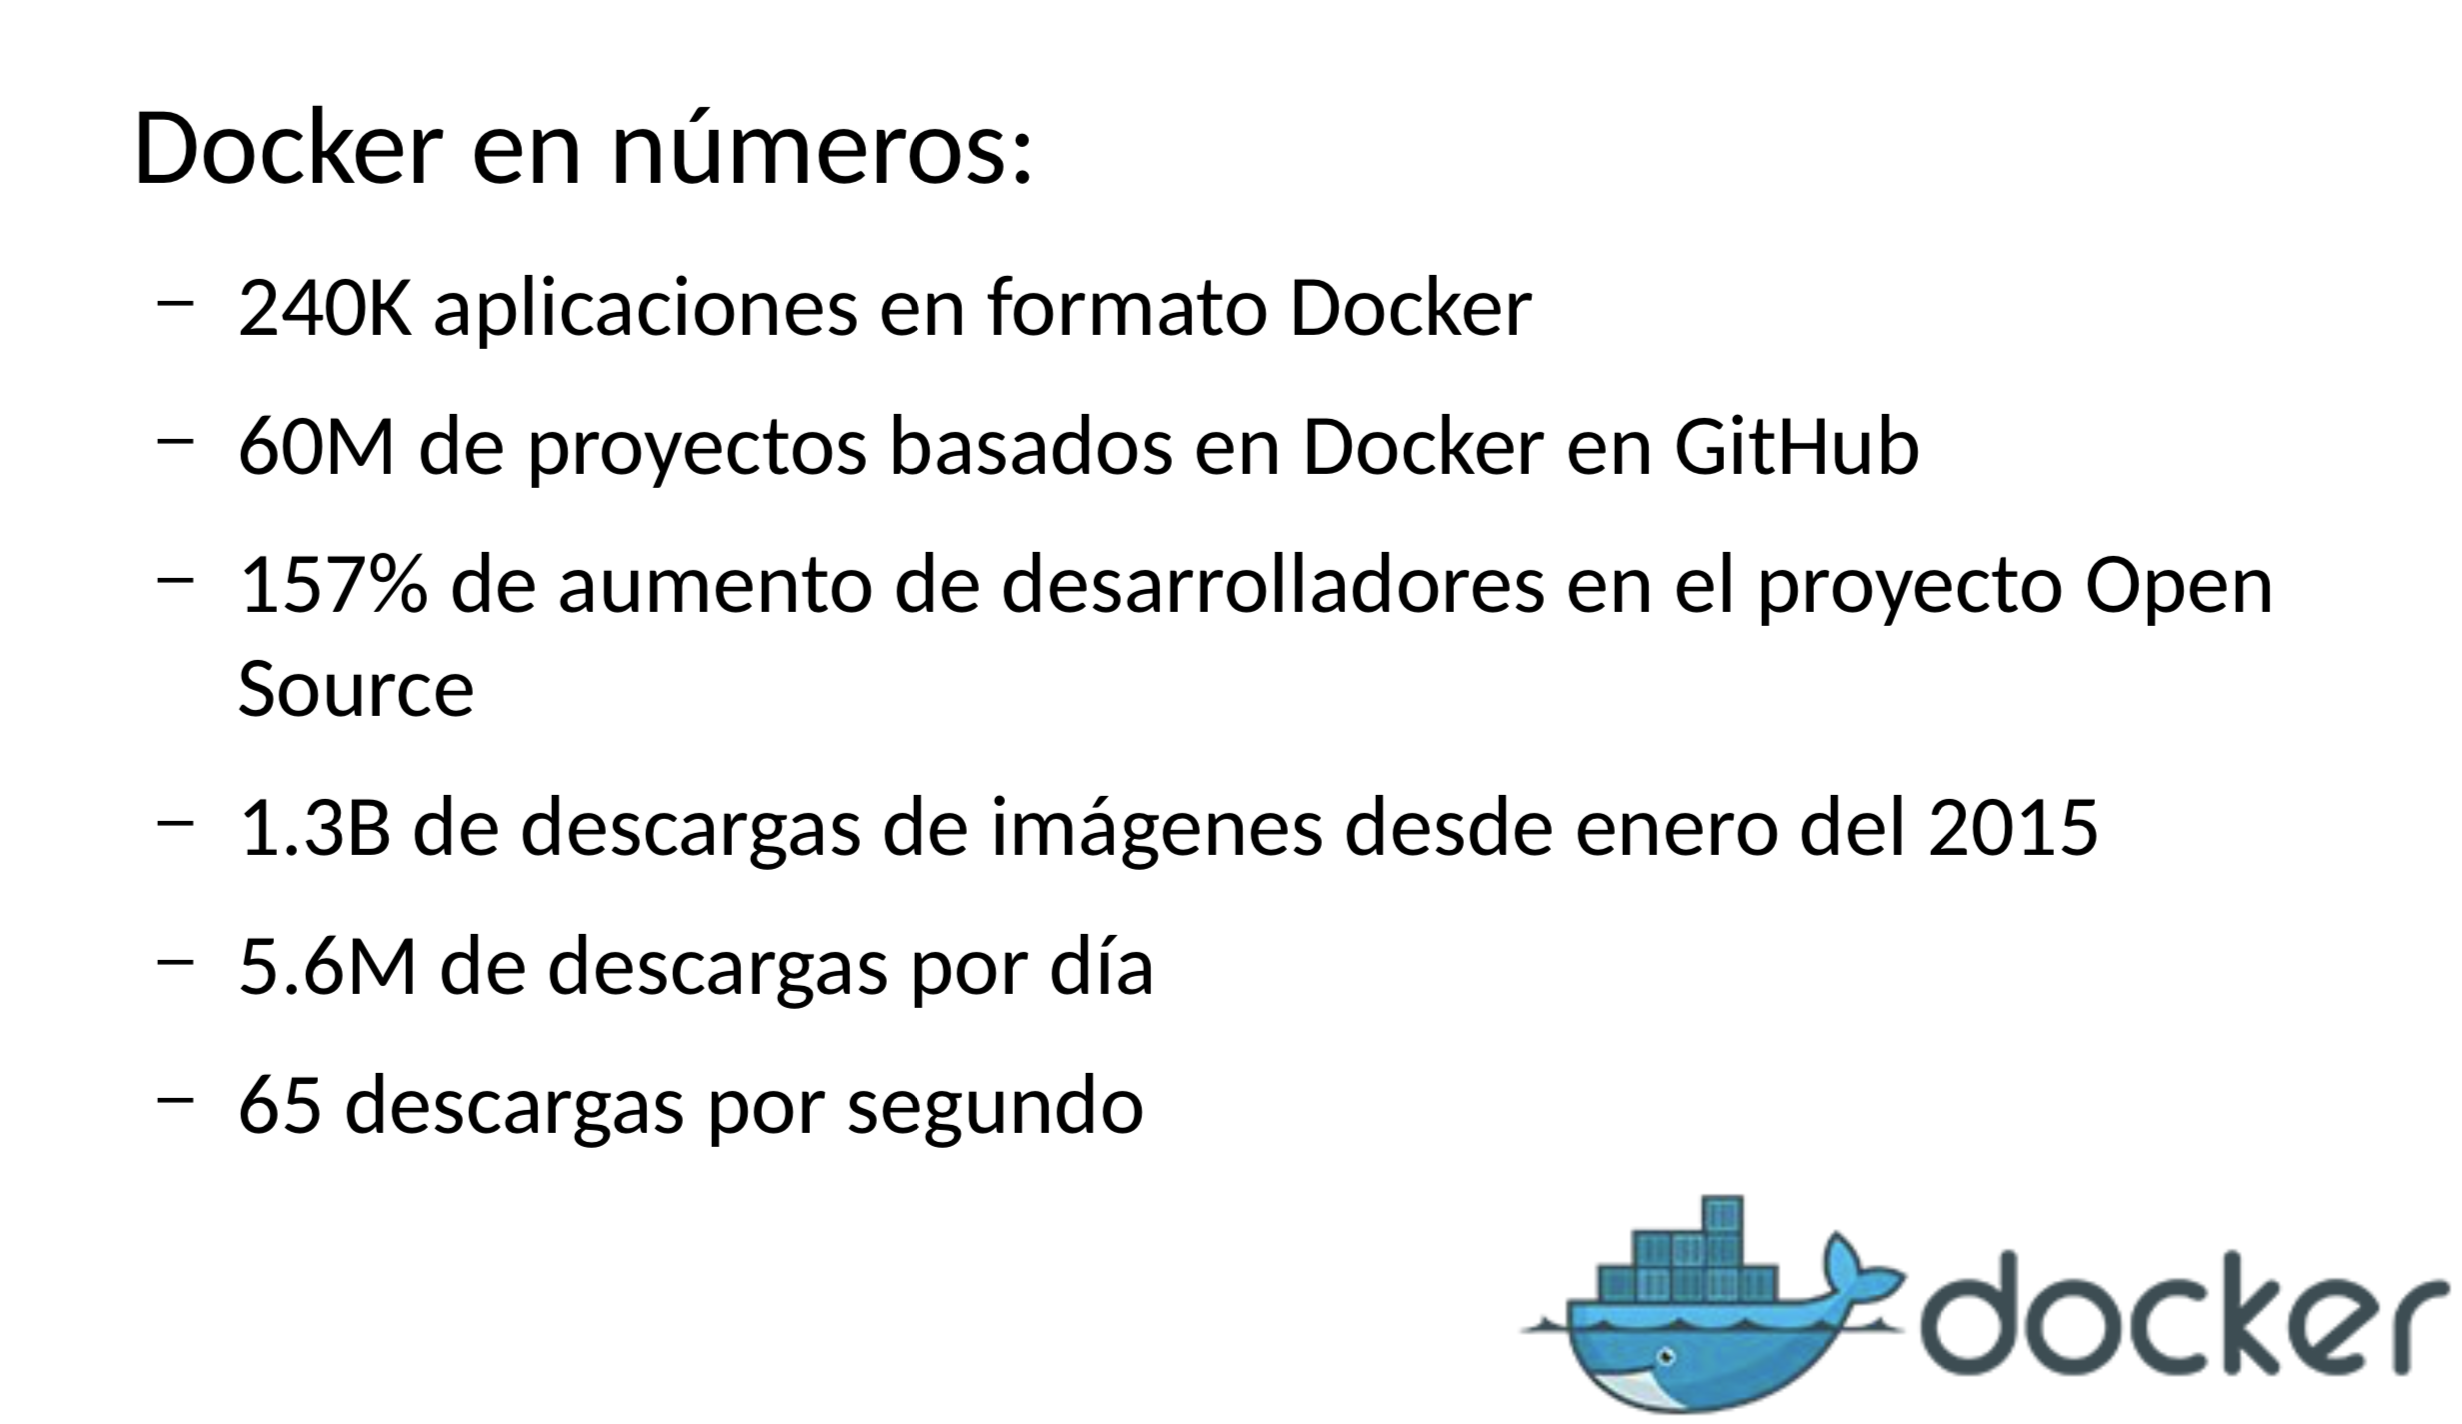 Docker en números:
– 240K aplicaciones en formato Docker
– 60M de proyectos basados en Docker en GitHub
– 157% de aumento de desarrolladores en el proyecto Open
Source
– 1.3B de descargas de imágenes desde enero del 2015
– 5.6M de descargas por día
– 65 descargas por segundo
docker